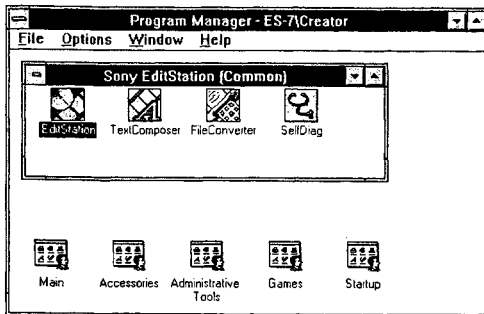 Program Manager - ES-7\Creator
File Options Window Help
Sony EditStation (Common)
EditStation TextComposer FileConverter SelfDiag
Main Accessories Administrative Tools Games Startup